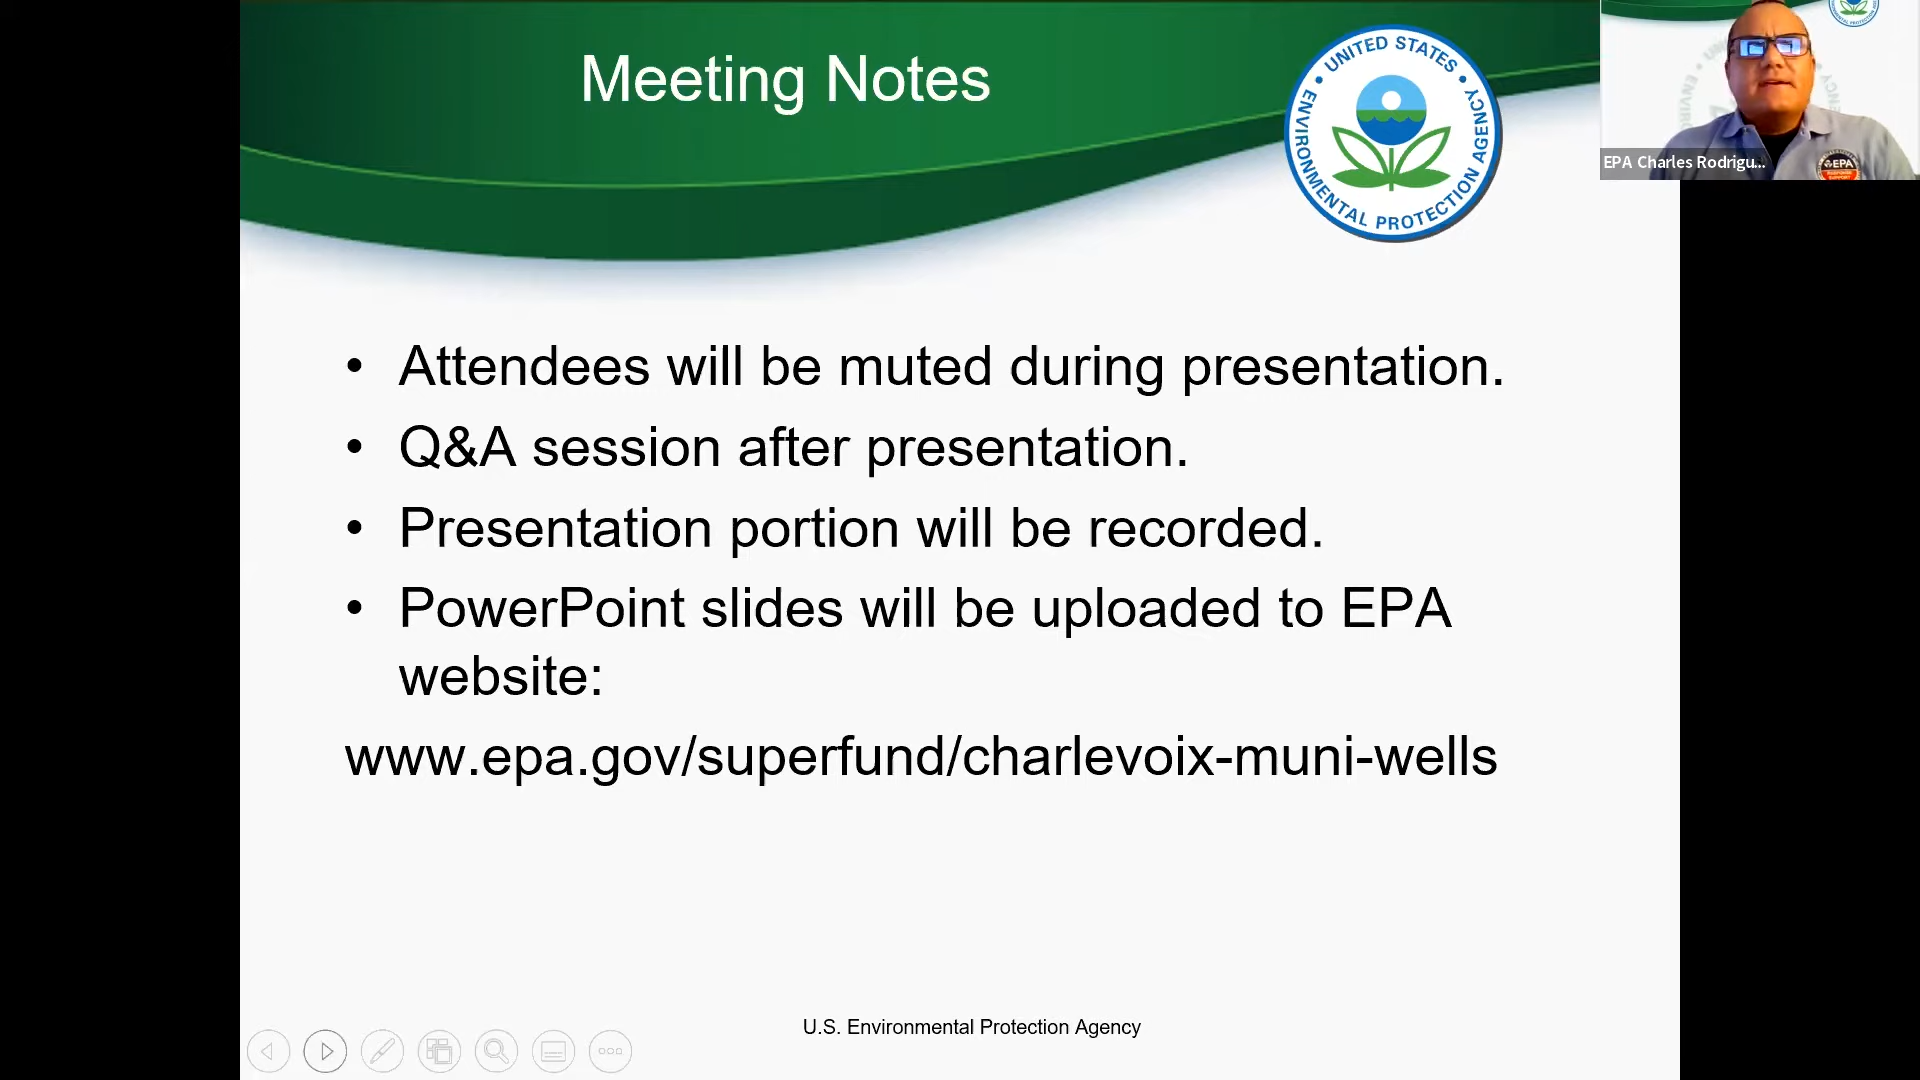 Meeting Notes
UNITED STATES
ENVIRONMENTAL PROTECTION AGENCY
EPA Charles Rodrigu...
EPA
• Attendees will be muted during presentation.
• Q&A session after presentation.
• Presentation portion will be recorded.
• PowerPoint slides will be uploaded to EPA
website:
www.epa.gov/superfund/charlevoix-muni-wells
U.S. Environmental Protection Agency